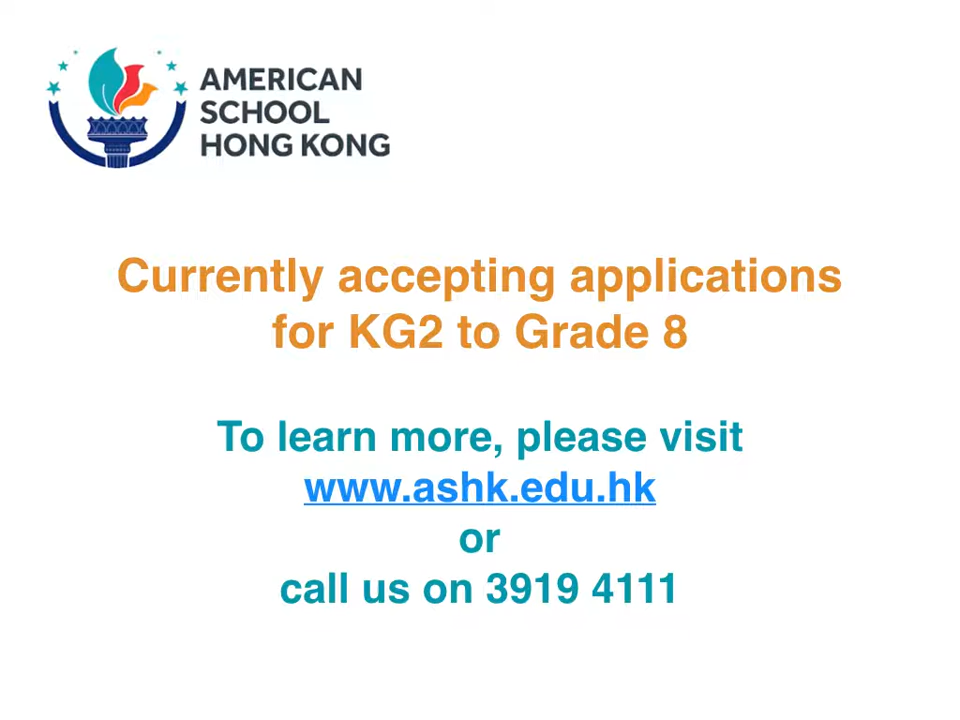 AMERICAN
SCHOOL
HONG KONG
Currently accepting applications
for KG2 to Grade 8
To learn more, please visit
www.ashk.edu.hk
or
call us on 3919 4111